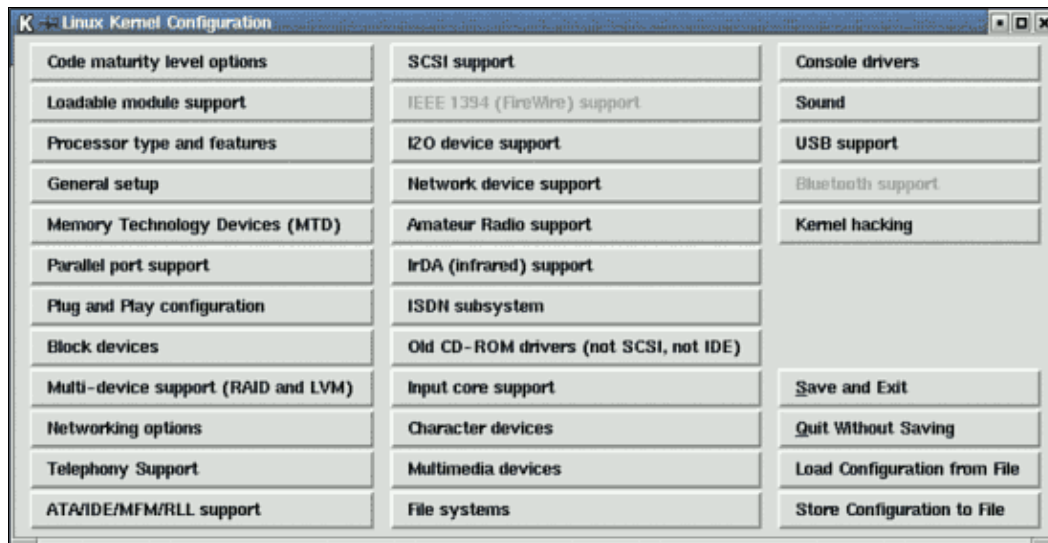 Linux Kernel Configuration
Code maturity level options
Loadable module support
Processor type and features
General setup
Memory Technology Devices (MTD)
Parallel port support
Plug and Play configuration
Block devices
Multi-device support (RAID and LVM)
Networking options
Telephony Support
ATA/IDE/MFM/RLL support
SCSI support
IEEE 1394 (FireWire) support
I2O device support
Network device support
Amateur Radio support
IrDA (infrared) support
ISDN subsystem
Old CD-ROM drivers (not SCSI, not IDE)
Input core support
Character devices
Multimedia devices
File systems
Console drivers
Sound
USB support
Bluetooth support
Kernel hacking
Save and Exit
Quit Without Saving
Load Configuration from File
Store Configuration to File